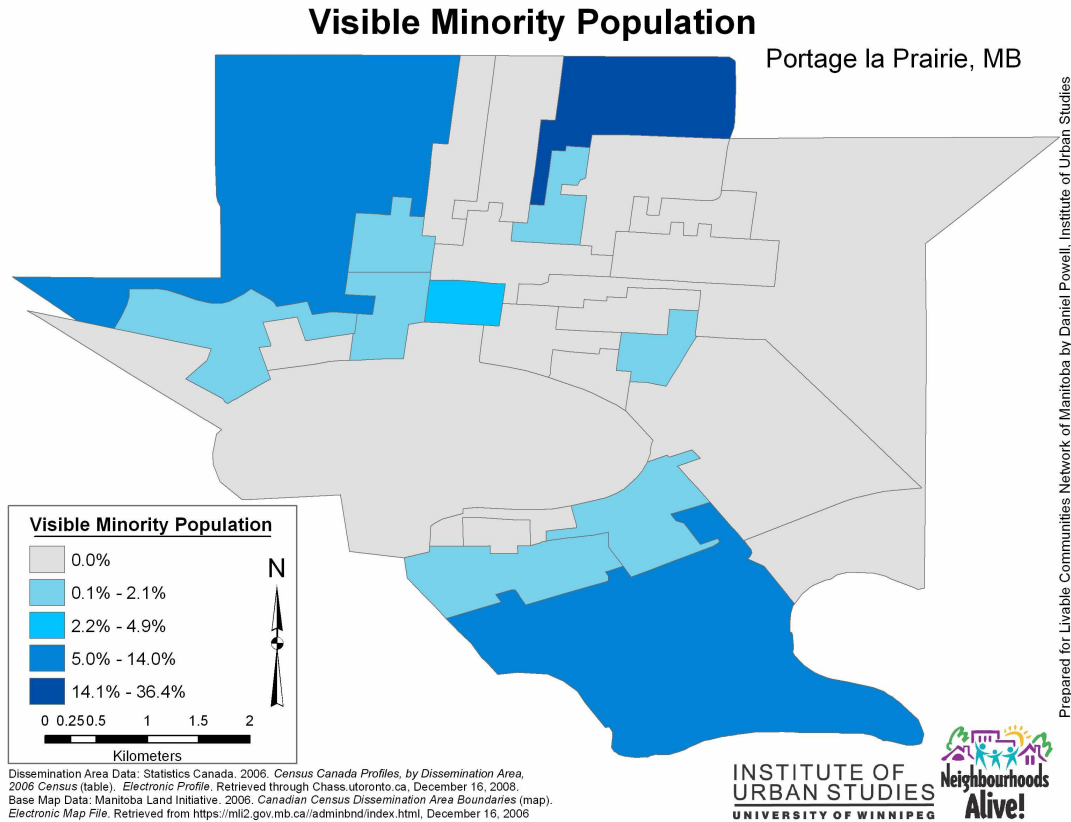 Visible Minority Population
Portage la Prairie, MB
Prepared for Livable Communities Network of Manitoba by Daniel Powell, Institute of Urban Studies
Visible Minority Population
0.0%
0.1% - 2.1%
2.2% - 4.9%
5.0% - 14.0%
14.1% - 36.4%
N
0 0.25 0.5 1 1.5 2
Kilometers
Dissemination Area Data: Statistics Canada. 2006. Census Canada Profiles, by Dissemination Area,
2006 Census (table). Electronic Profile. Retrieved through Chass.utoronto.ca, December 16, 2008.
Base Map Data: Manitoba Land Initiative. 2006. Canadian Census Dissemination Area Boundaries (map).
Electronic Map File. Retrieved from https://mli2.gov.mb.ca//adminbnd/index.html, December 16, 2006
INSTITUTE OF
URBAN STUDIES
UNIVERSITY OF WINNIPEG
Neighbourhoods
Alive!